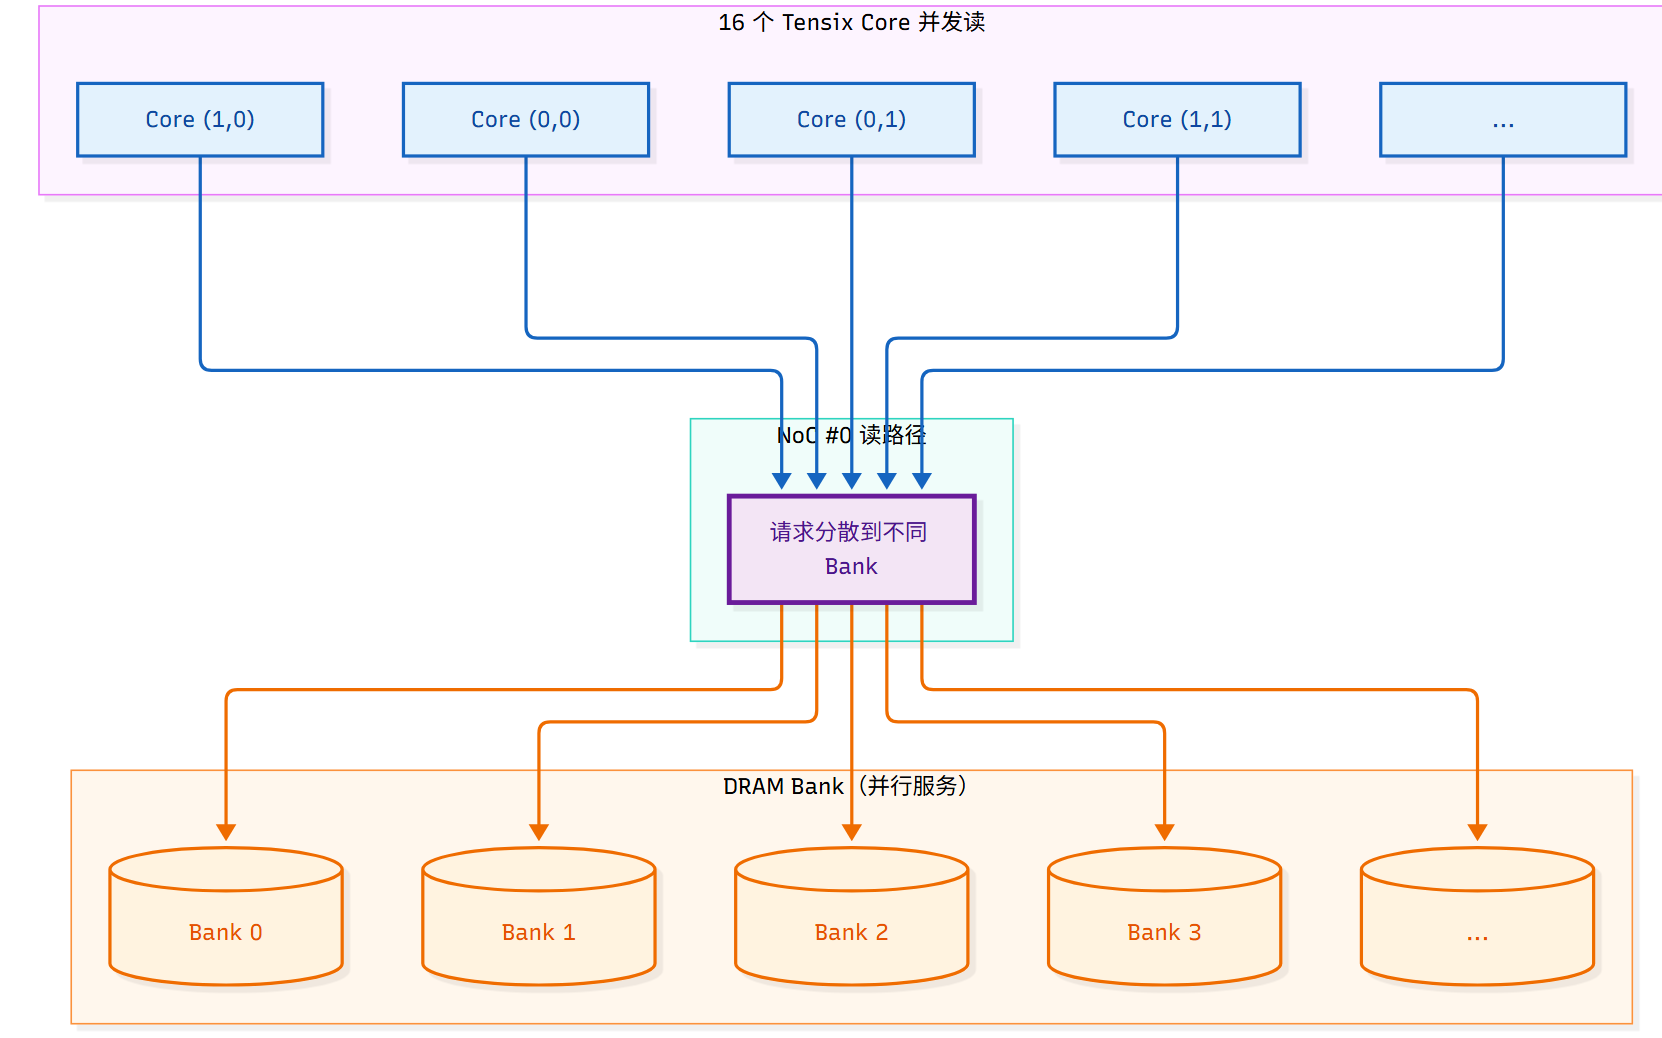 16 个 Tensix Core 并发读
Core (1,0)
Core (0,0)
Core (0,1)
Core (1,1)
...
NoC #0 读路径
请求分散到不同
Bank
DRAM Bank（并行服务）
Bank 0
Bank 1
Bank 2
Bank 3
...